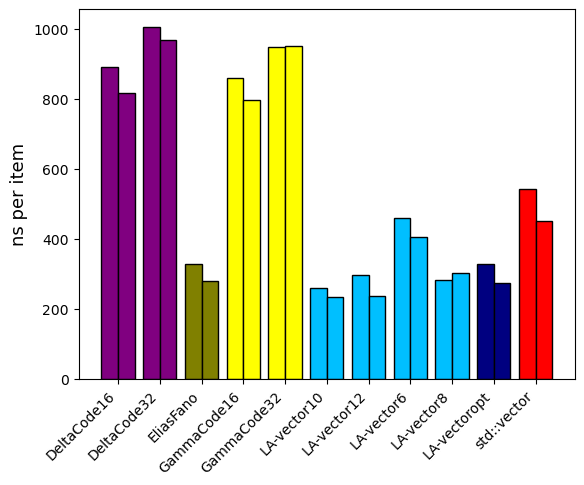 ns per item
1000
800
600
400
200
0
DeltaCode16
DeltaCode32
EliasFano
GammaCode16
GammaCode32
LA-vector10
LA-vector12
LA-vector6
LA-vector8
LA-vectoropt
std::vector